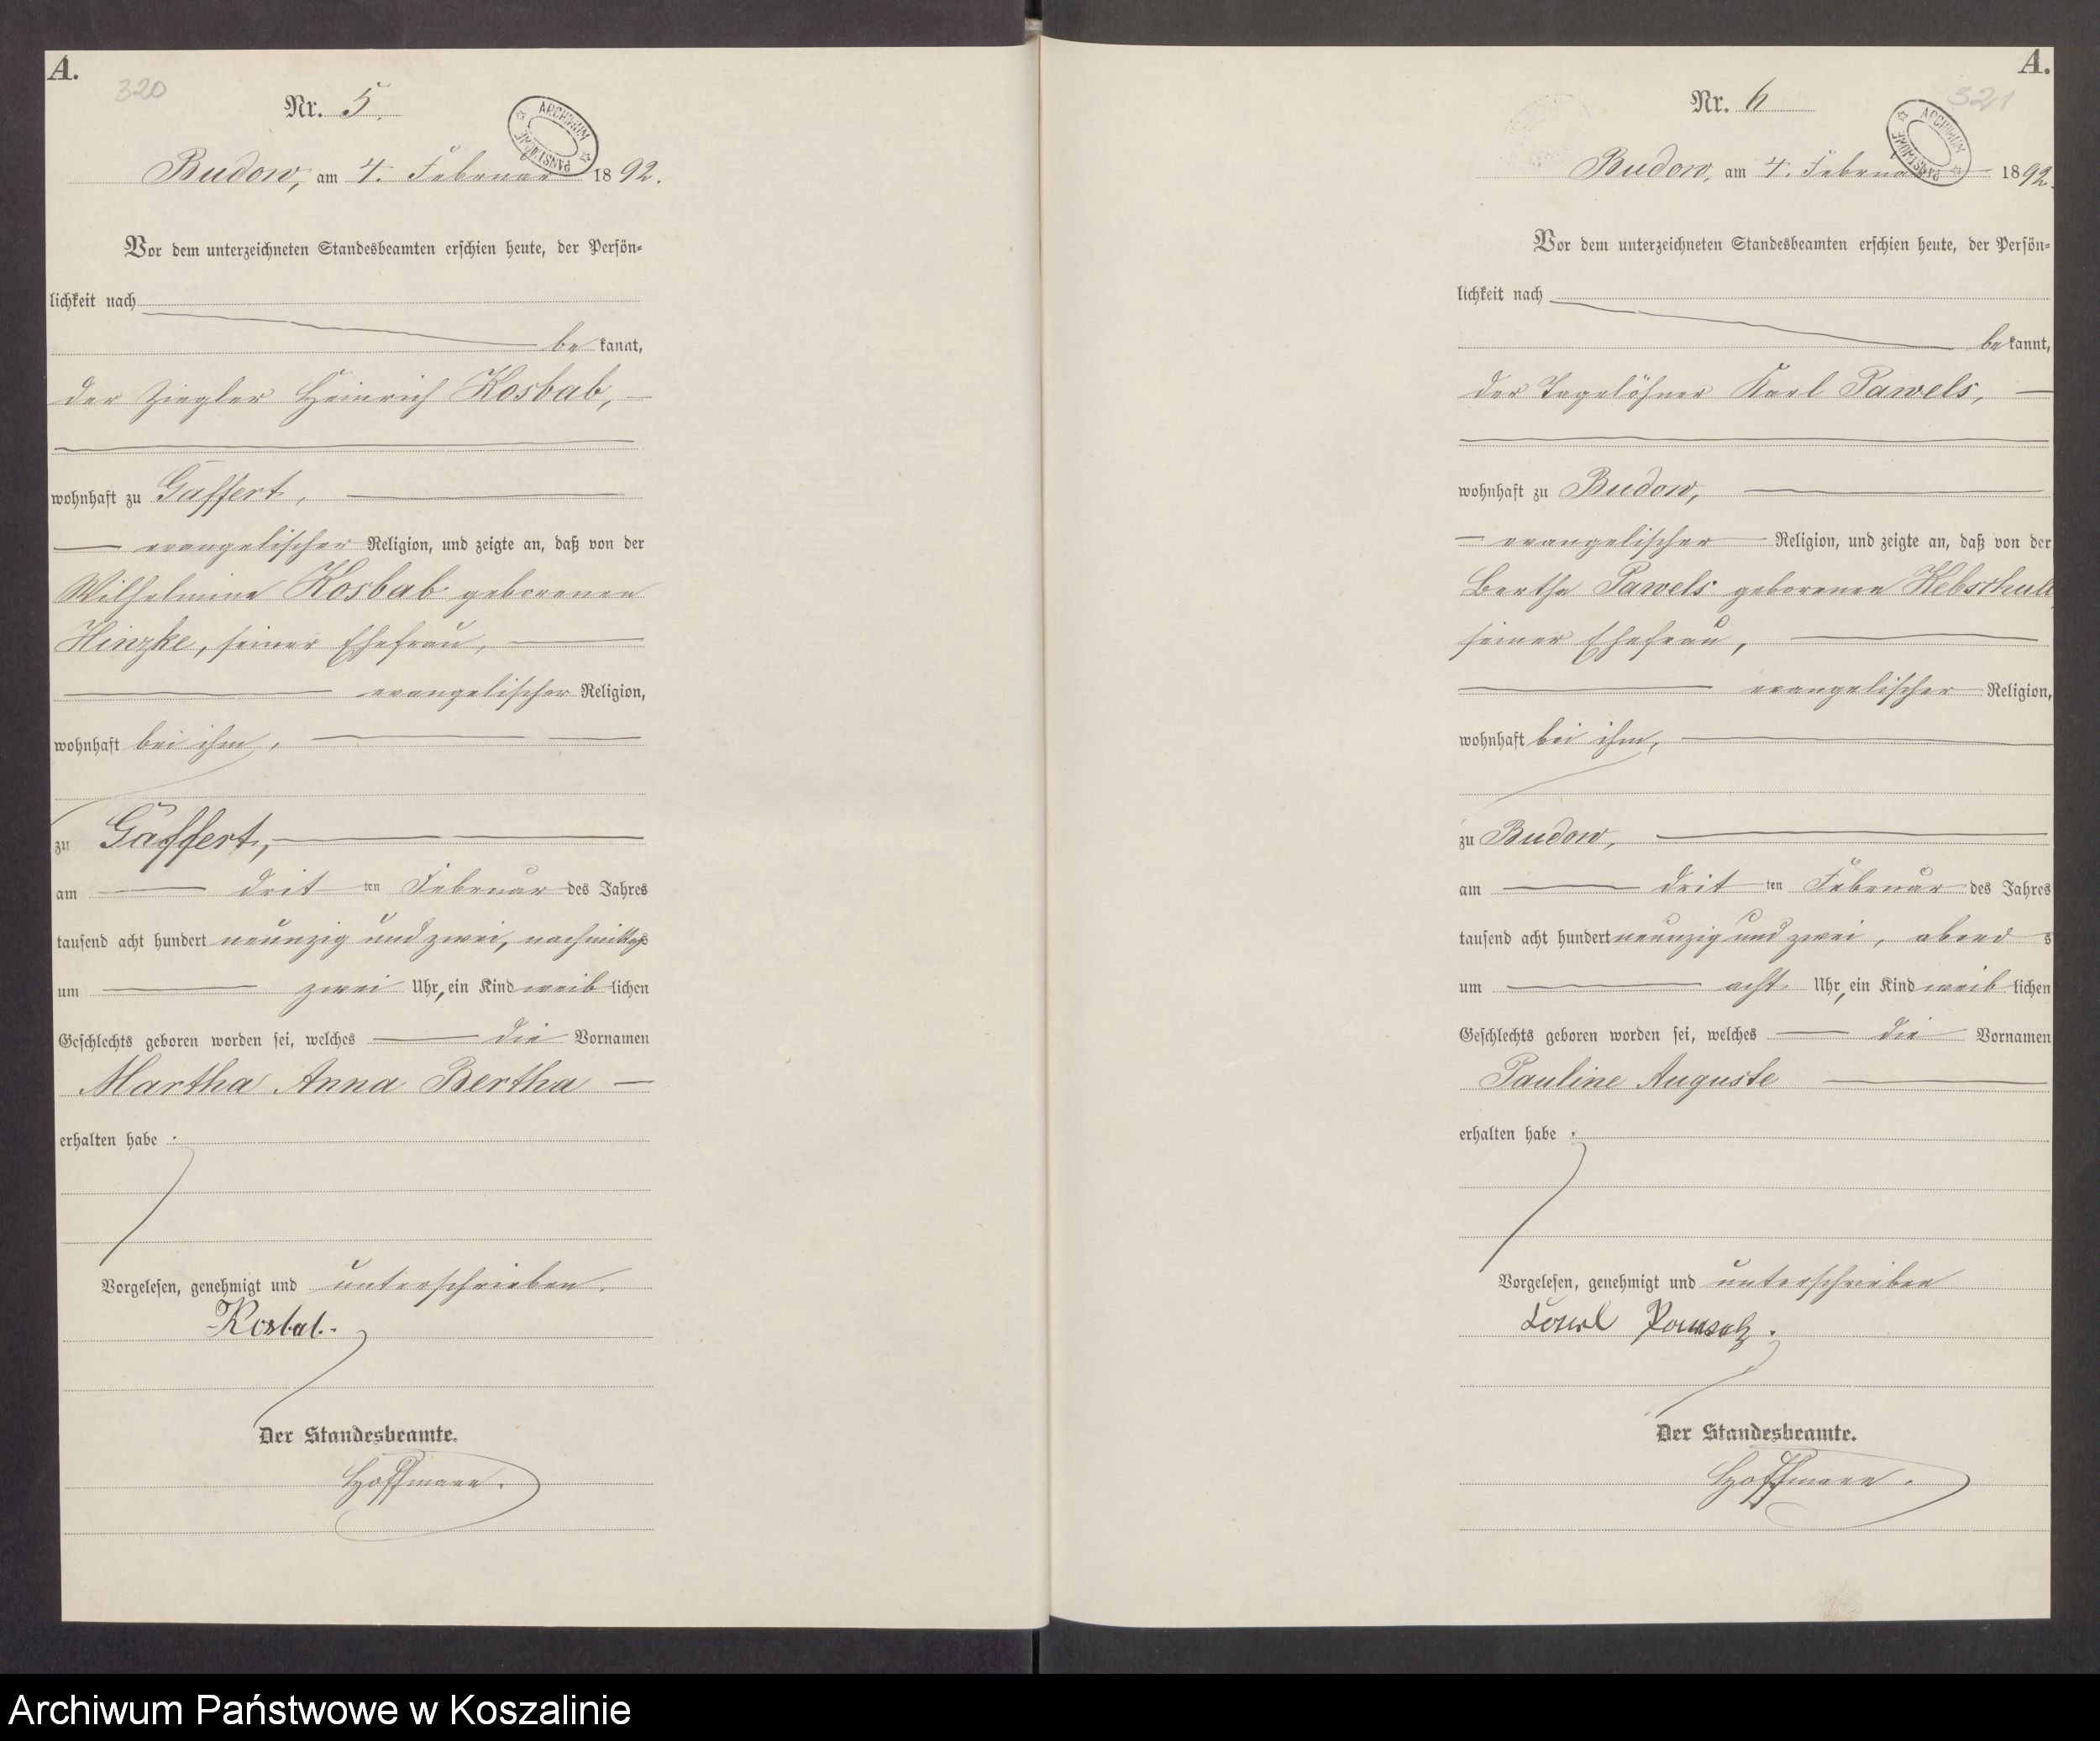 A.
320
Nr. 5.
ARCHIWUM PAŃSTWOWE
Budow, am 4. Februar 1892.
Vor dem unterzeichneten Standesbeamten erschien heute, der Persön-
lichkeit nach
be kannt,
der Ziegler Heinrich Kosbab,
wohnhaft zu Gaffert,
evangelischer Religion, und zeigte an, daß von der
Wilhelmine Kosbab geborenen
Hinzke, seiner Ehefrau,
evangelischer Religion,
wohnhaft bei ihm,
zu Gaffert,
am dritten Februar des Jahres
tausend acht hundert neunzig und zwei, nachmittags
um zwei Uhr, ein Kind weiblichen
Geschlechts geboren worden sei, welches die Vornamen
Martha Anna Bertha
erhalten habe.
Vorgelesen, genehmigt und unterschrieben.
Kosbab.
Der Standesbeamte.
Hoffmann.
A.
321
Nr. 6
ARCHIWUM PAŃSTWOWE
Budow, am 4. Februar 1892.
Vor dem unterzeichneten Standesbeamten erschien heute, der Persön-
lichkeit nach
be kannt,
der Tagelöhner Karl Pawels,
wohnhaft zu Budow,
evangelischer Religion, und zeigte an, daß von der
Bertha Pawels geborenen
seiner Ehefrau,
evangelischer Religion,
wohnhaft bei ihm,
zu Budow,
am dritten Februar des Jahres
tausend acht hundert neunzig und zwei, abends
um acht Uhr, ein Kind weiblichen
Geschlechts geboren worden sei, welches die Vornamen
Pauline Auguste
erhalten habe.
Vorgelesen, genehmigt und unterschrieben
Der Standesbeamte.
Hoffmann.
Archiwum Państwowe w Koszalinie